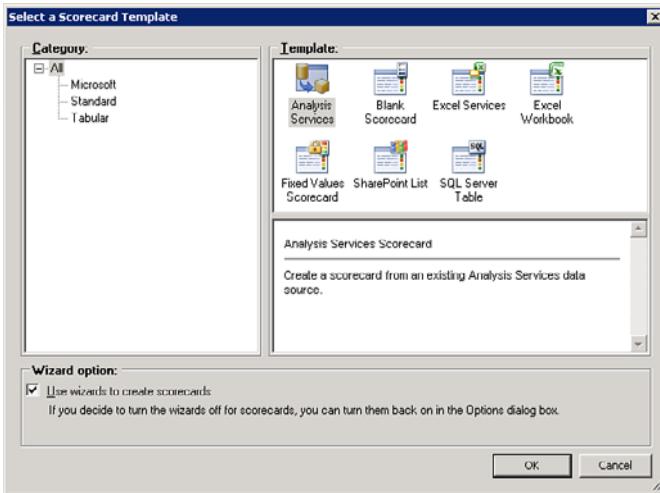 Select a Scorecard Template
Category:
All
Microsoft
Standard
Tabular
Template:
Analysis Services
Blank Scorecard
Excel Services
Excel Workbook
Fixed Values Scorecard
SharePoint List
SQL Server Table
Analysis Services Scorecard
Create a scorecard from an existing Analysis Services data
source.
Wizard option:
Use wizards to create scorecards
If you decide to turn the wizards off for scorecards, you can turn them back on in the Options dialog box.
OK
Cancel